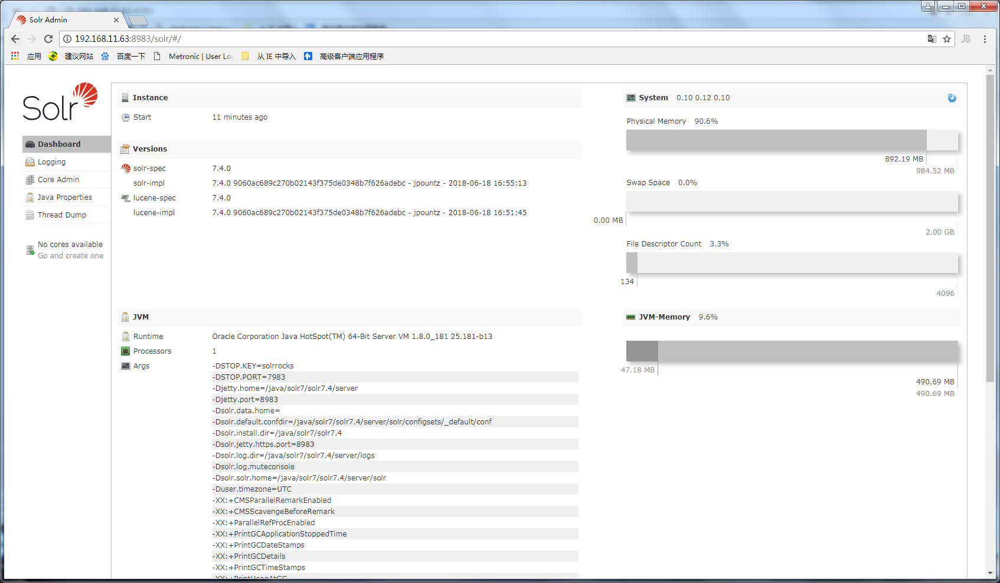 Solr Admin
192.168.11.63:8983/solr/#/
应用 建议网站 百度一下 Metronic | User Lo 从 IE 中导入 高级客户端应用程序
Solr
Dashboard
Logging
Core Admin
Java Properties
Thread Dump
No cores available
Go and create one
Instance
Start 11 minutes ago
Versions
solr-spec 7.4.0
solr-impl 7.4.0 9060ac689c270b02143f375de0348b7f626adebc - jpountz - 2018-06-18 16:55:13
lucene-spec 7.4.0
lucene-impl 7.4.0 9060ac689c270b02143f375de0348b7f626adebc - jpountz - 2018-06-18 16:51:45
JVM
Runtime Oracle Corporation Java HotSpot(TM) 64-Bit Server VM 1.8.0_181 25.181-b13
Processors 1
Args -DSTOP.KEY=solrrocks
-DSTOP.PORT=7983
-Djetty.home=/java/solr7/solr7.4/server
-Djetty.port=8983
-Dsolr.data.home=
-Dsolr.default.confdir=/java/solr7/solr7.4/server/solr/configsets/_default/conf
-Dsolr.install.dir=/java/solr7/solr7.4
-Dsolr.jetty.https.port=8983
-Dsolr.log.dir=/java/solr7/solr7.4/server/logs
-Dsolr.log.muteconsole
-Dsolr.solr.home=/java/solr7/solr7.4/server/solr
-Duser.timezone=UTC
-XX:+CMSParallelRemarkEnabled
-XX:+CMSScavengeBeforeRemark
-XX:+ParallelRefProcEnabled
-XX:+PrintGCApplicationStoppedTime
-XX:+PrintGCDateStamps
-XX:+PrintGCDetails
-XX:+PrintGCTimeStamps
-XX:+PrintHeapAtGC
System 0.10 0.12 0.10
Physical Memory 90.6%
892.19 MB
984.52 MB
Swap Space 0.0%
0.00 MB
2.00 GB
File Descriptor Count 3.3%
134
4096
JVM-Memory 9.6%
47.18 MB
490.69 MB
490.69 MB
JB